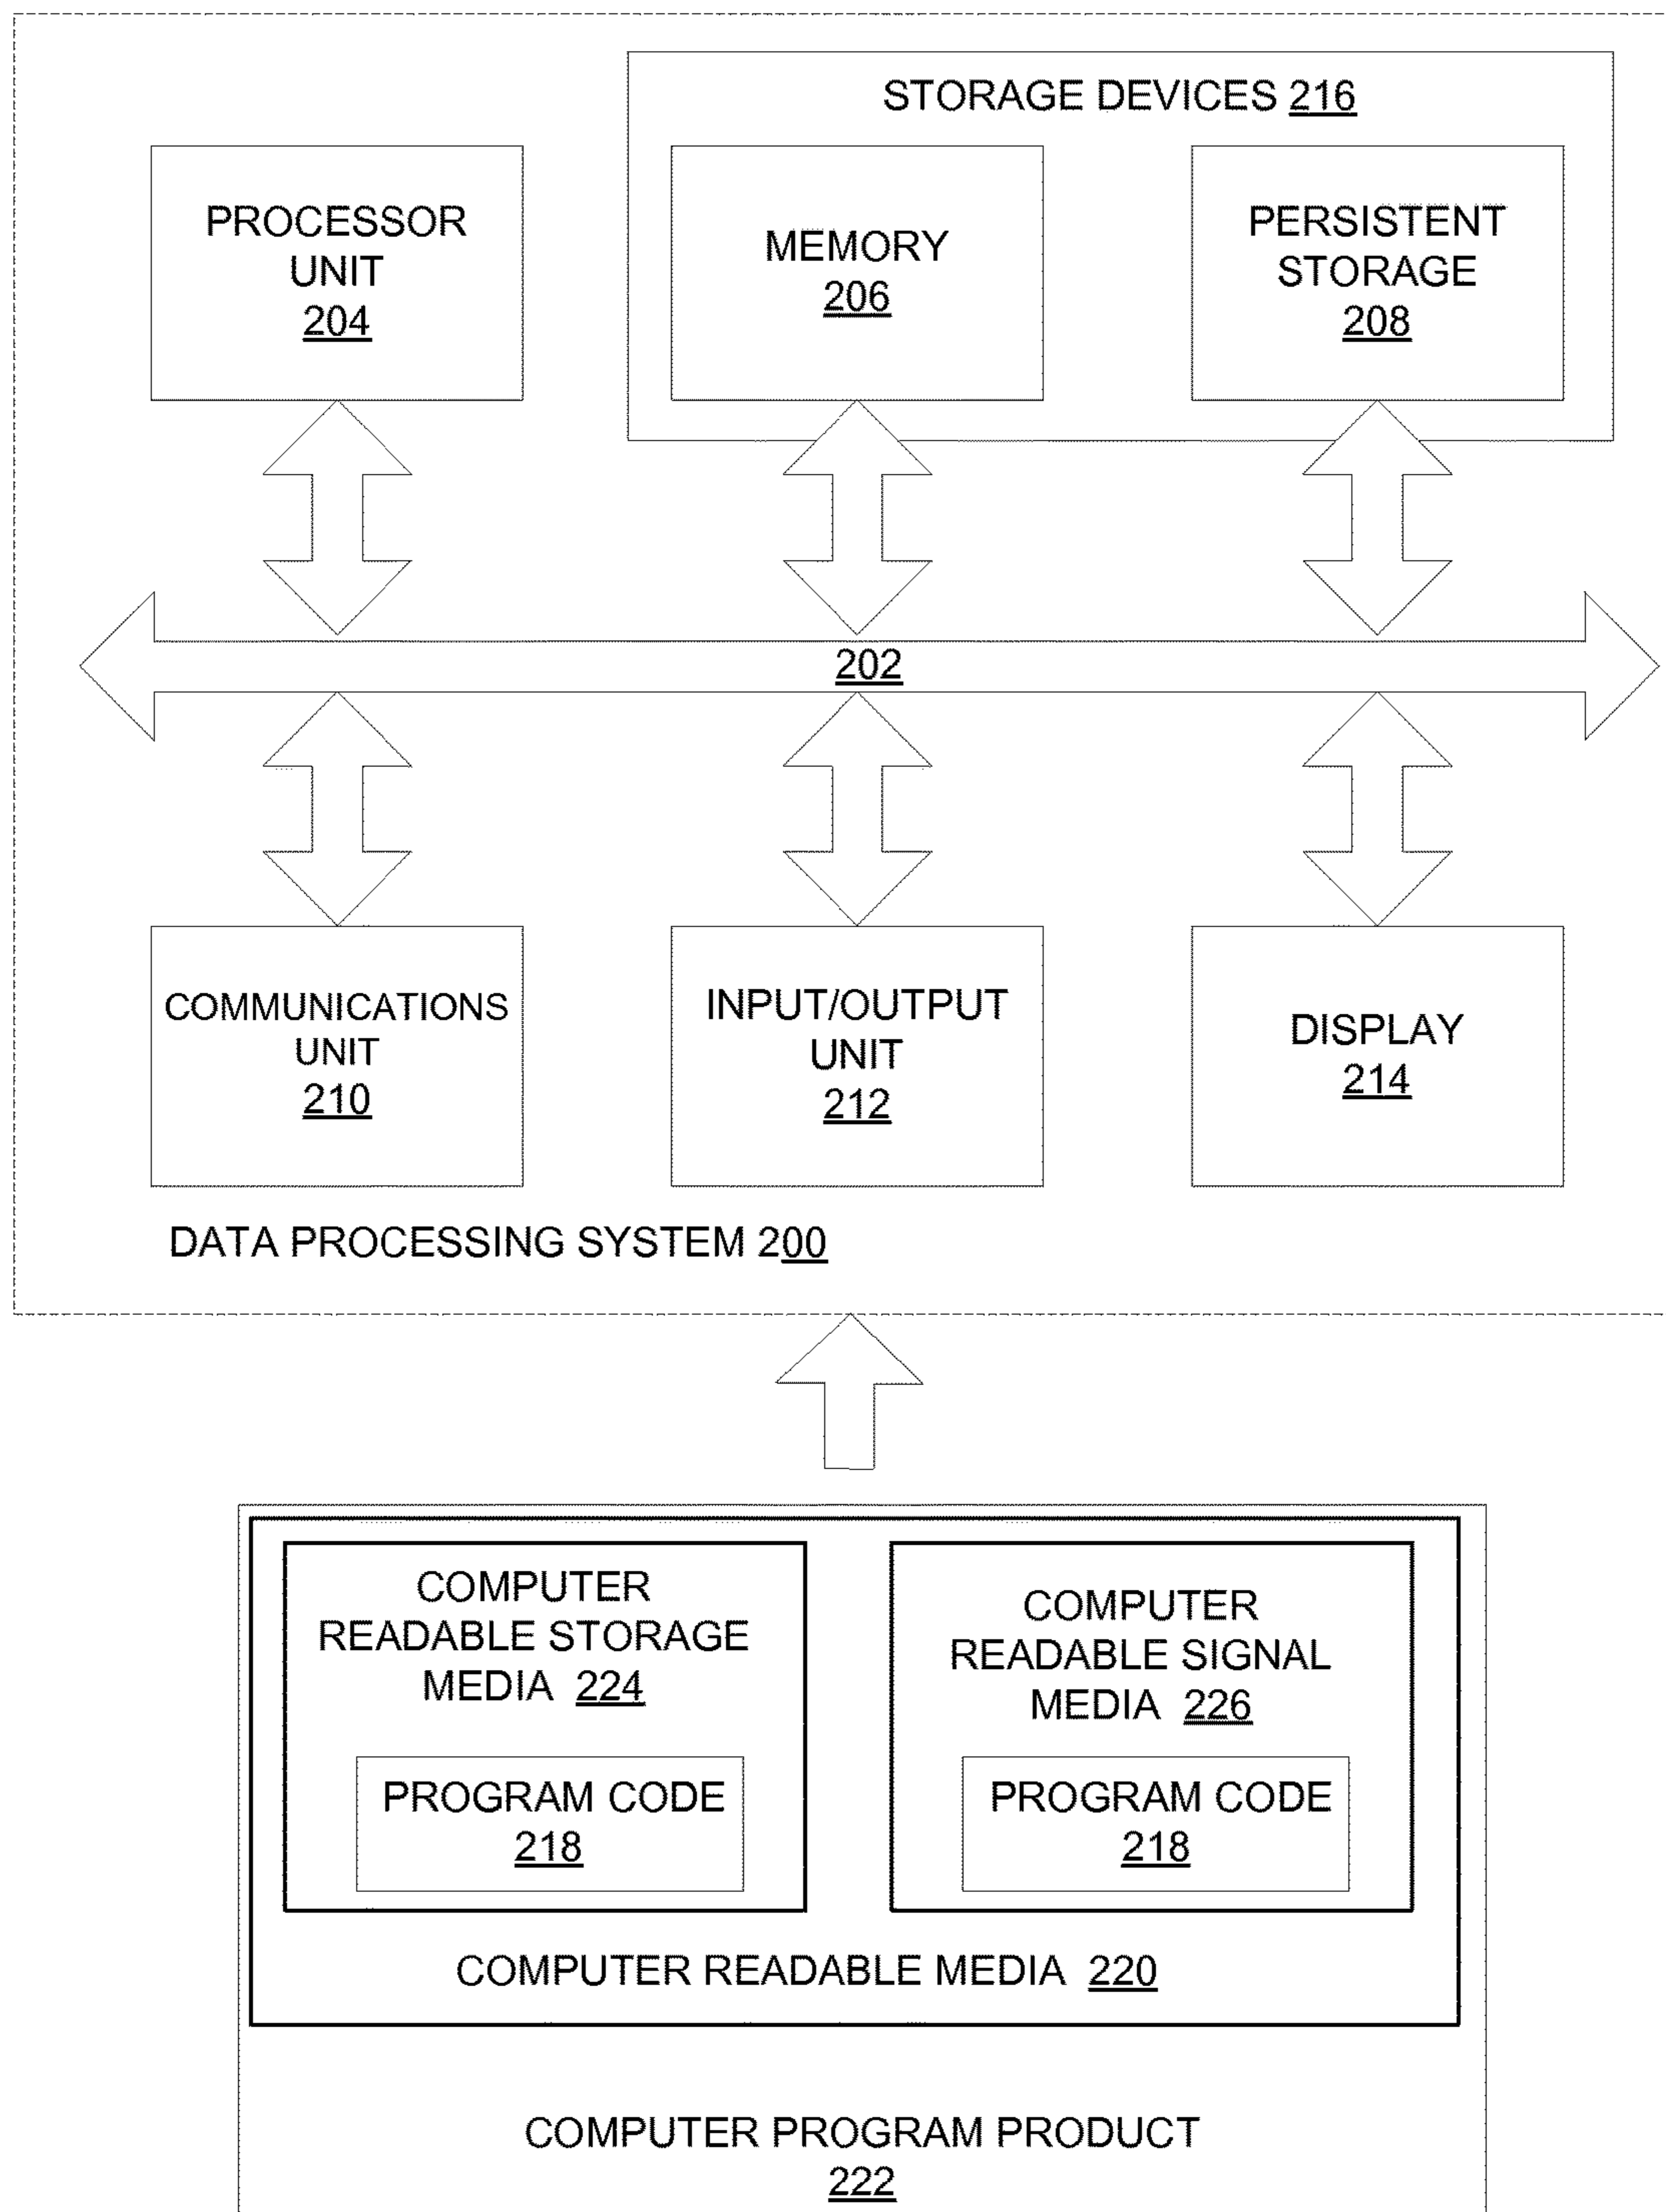 STORAGE DEVICES 216
PROCESSOR
UNIT
204
MEMORY
206
PERSISTENT
STORAGE
208
202
COMMUNICATIONS
UNIT
210
INPUT/OUTPUT
UNIT
212
DISPLAY
214
DATA PROCESSING SYSTEM 200
COMPUTER
READABLE STORAGE
MEDIA 224
PROGRAM CODE
218
COMPUTER
READABLE SIGNAL
MEDIA 226
PROGRAM CODE
218
COMPUTER READABLE MEDIA 220
COMPUTER PROGRAM PRODUCT
222